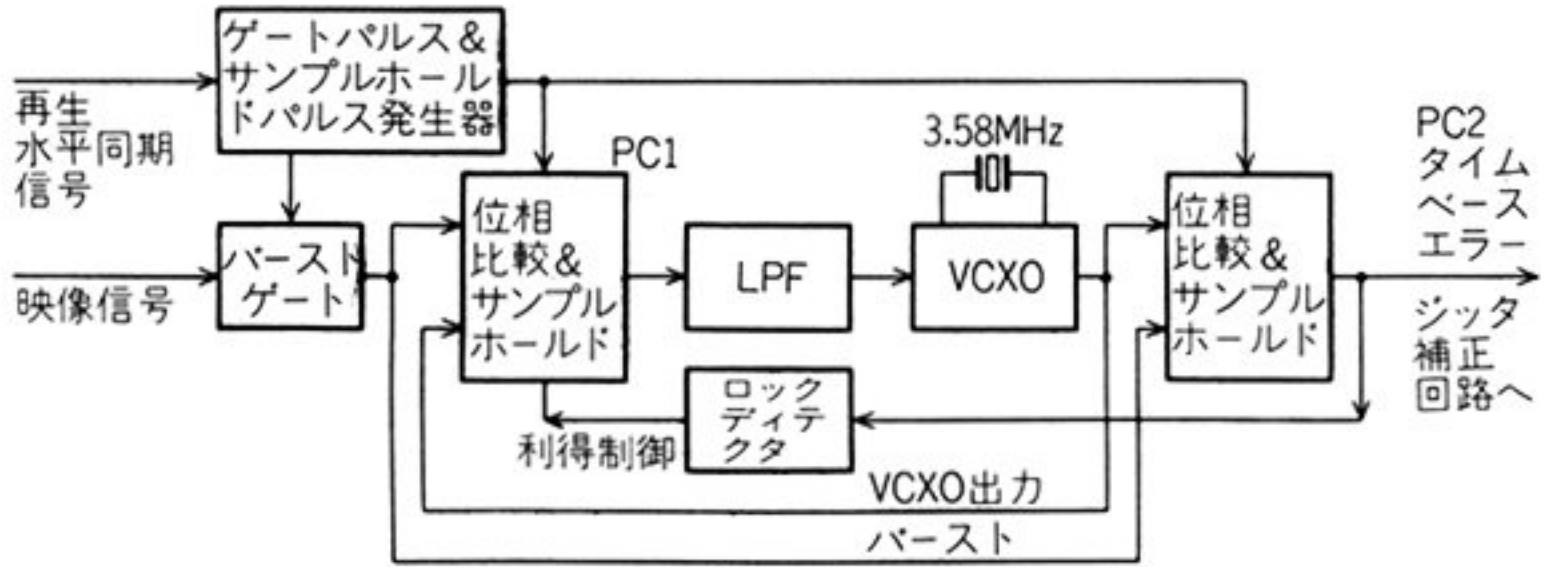 ゲートパルス&
サンプルホール
ドパルス発生器
再生
水平同期
信号
バースト
ゲート
映像信号
PC1
位相
比較&
サンプル
ホールド
LPF
3.58MHz
VCXO
ロック
ディテ
クタ
利得制御
VCXO出力
バースト
位相
比較&
サンプル
ホールド
PC2
タイム
ベース
エラー
ジッタ
補正
回路へ